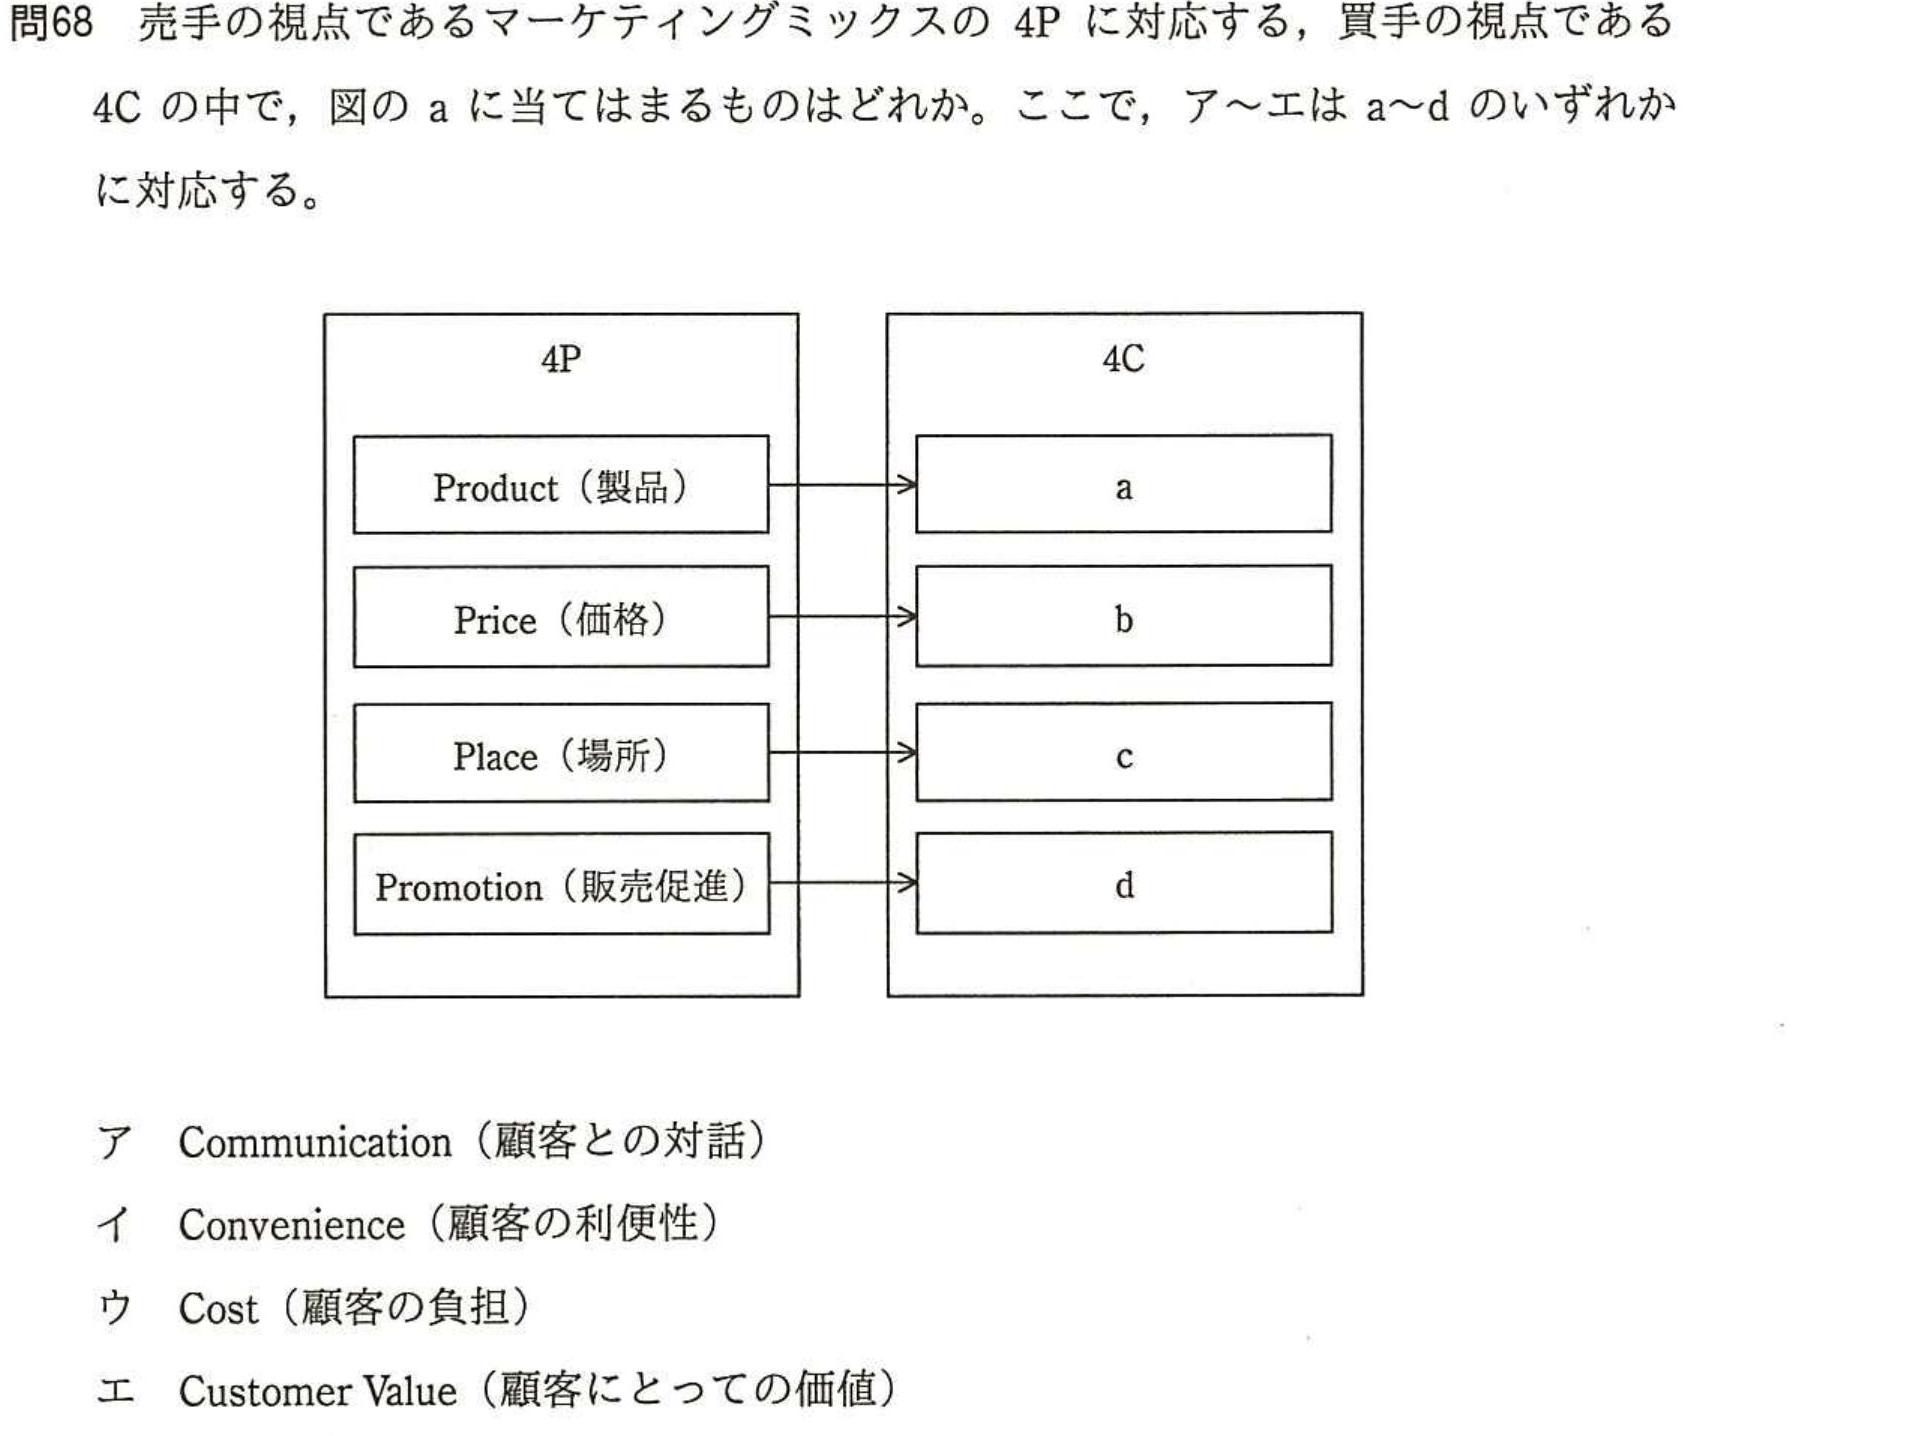 問68 売手の視点であるマーケティングミックスの 4P に対応する，買手の視点である
4C の中で，図の a に当てはまるものはどれか。ここで，ア～エは a～d のいずれか
に対応する。
4P
4C
Product（製品）
a
Price（価格）
b
Place（場所）
c
Promotion（販売促進）
d
ア Communication（顧客との対話）
イ Convenience（顧客の利便性）
ウ Cost（顧客の負担）
エ Customer Value（顧客にとっての価値）